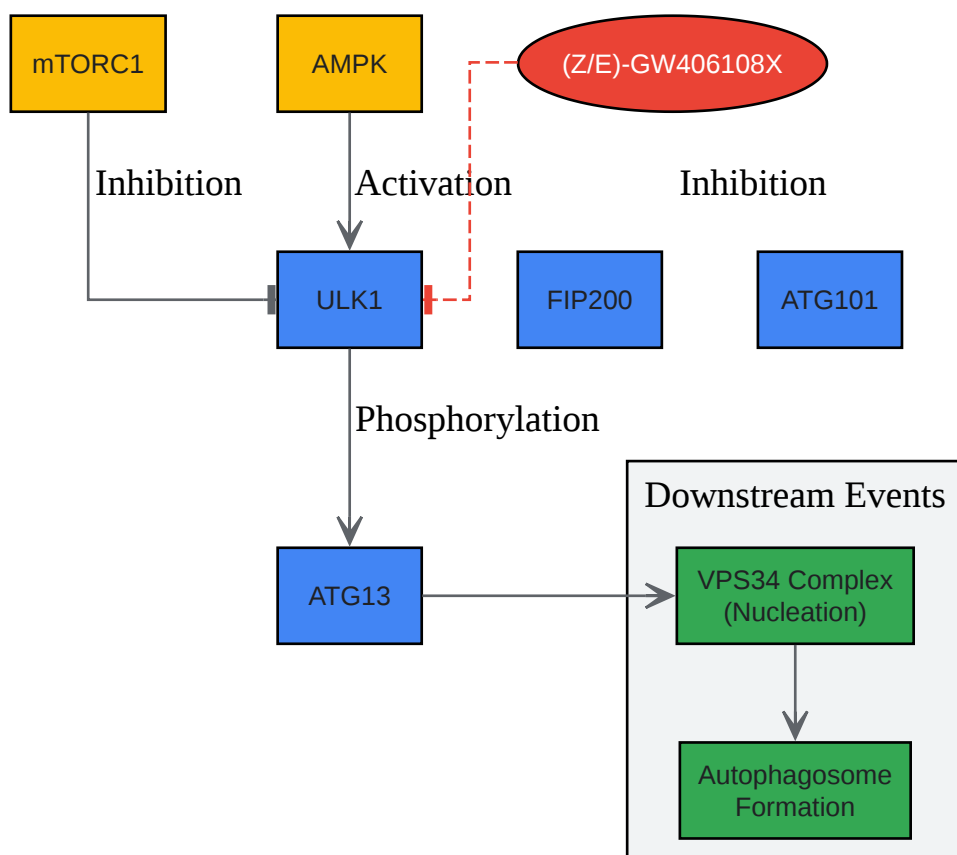 mTORC1
AMPK
(Z/E)-GW406108X
Inhibition
Activation
Inhibition
ULK1
FIP200
ATG101
Phosphorylation
Downstream Events
ATG13
VPS34 Complex
(Nucleation)
Autophagosome
Formation